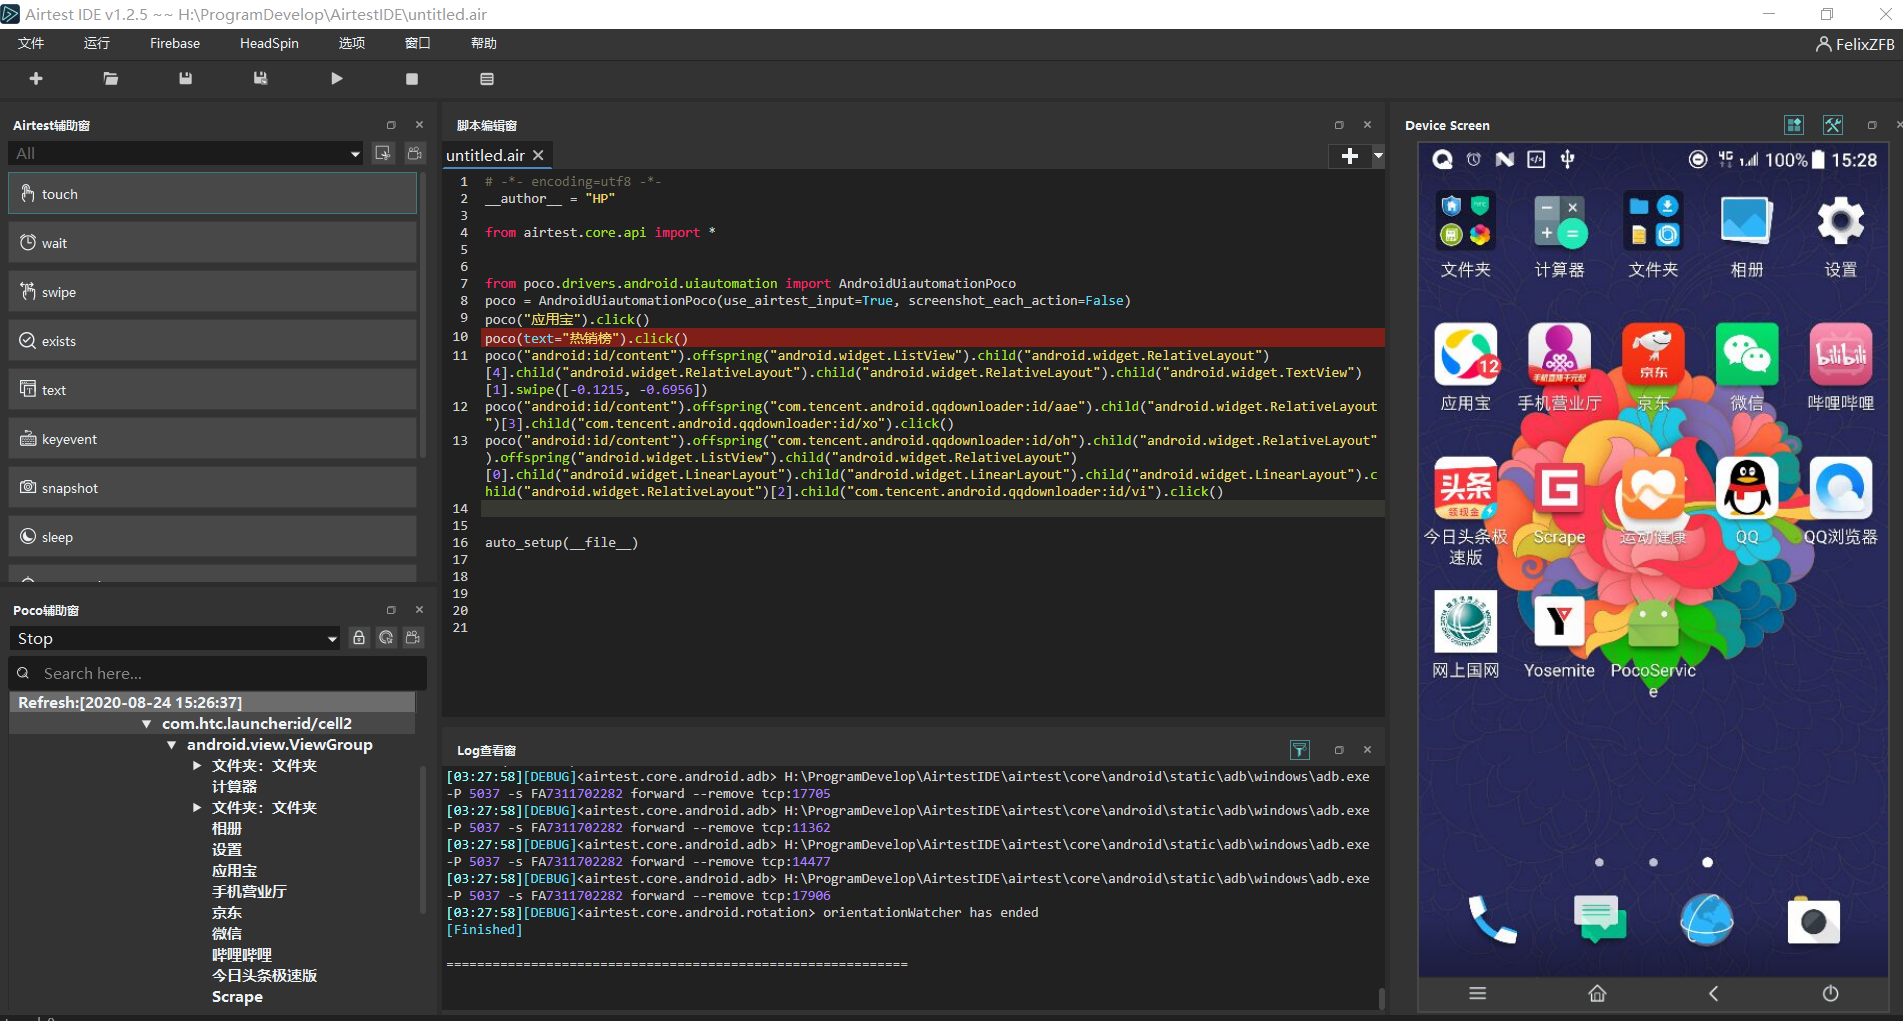 Airtest IDE v1.2.5 ~~ H:\ProgramDevelop\AirtestIDE\untitled.air
文件 运行 Firebase HeadSpin 选项 窗口 帮助
FelixZFB
Airtest辅助窗
All
touch
wait
swipe
exists
text
keyevent
snapshot
sleep
Poco辅助窗
Stop
Search here...
Refresh:[2020-08-24 15:26:37]
com.htc.launcher:id/cell2
android.view.ViewGroup
文件夹：文件夹
计算器
文件夹：文件夹
相册
设置
应用宝
手机营业厅
京东
微信
哔哩哔哩
今日头条极速版
Scrape
脚本编辑窗
untitled.air
1 # -*- encoding=utf8 -*-
2 __author__ = "HP"
3
4 from airtest.core.api import *
5
6
7 from poco.drivers.android.uiautomation import AndroidUiautomationPoco
8 poco = AndroidUiautomationPoco(use_airtest_input=True, screenshot_each_action=False)
9 poco("应用宝").click()
10 poco(text="热销榜").click()
11 poco("android:id/content").offspring("android.widget.ListView").child("android.widget.RelativeLayout")
[4].child("android.widget.RelativeLayout").child("android.widget.RelativeLayout").child("android.widget.TextView")
[1].swipe([-0.1215, -0.6956])
12 poco("android:id/content").offspring("com.tencent.android.qqdownloader:id/aae").child("android.widget.RelativeLayout
")[3].child("com.tencent.android.qqdownloader:id/xo").click()
13 poco("android:id/content").offspring("com.tencent.android.qqdownloader:id/oh").child("android.widget.RelativeLayout"
).offspring("android.widget.ListView").child("android.widget.RelativeLayout")
[0].child("android.widget.LinearLayout").child("android.widget.LinearLayout").child("android.widget.LinearLayout").c
hild("android.widget.RelativeLayout")[2].child("com.tencent.android.qqdownloader:id/vi").click()
14
15
16 auto_setup(__file__)
17
18
19
20
21
Log查看窗
[03:27:58][DEBUG]<airtest.core.android.adb> H:\ProgramDevelop\AirtestIDE\airtest\core\android\static\adb\windows\adb.exe
-P 5037 -s FA7311702282 forward --remove tcp:17705
[03:27:58][DEBUG]<airtest.core.android.adb> H:\ProgramDevelop\AirtestIDE\airtest\core\android\static\adb\windows\adb.exe
-P 5037 -s FA7311702282 forward --remove tcp:11362
[03:27:58][DEBUG]<airtest.core.android.adb> H:\ProgramDevelop\AirtestIDE\airtest\core\android\static\adb\windows\adb.exe
-P 5037 -s FA7311702282 forward --remove tcp:14477
[03:27:58][DEBUG]<airtest.core.android.adb> H:\ProgramDevelop\AirtestIDE\airtest\core\android\static\adb\windows\adb.exe
-P 5037 -s FA7311702282 forward --remove tcp:17906
[03:27:58][DEBUG]<airtest.core.android.rotation> orientationWatcher has ended
[Finished]
============================================================
Device Screen
4G 100% 15:28
文件夹 计算器 文件夹 相册 设置
12 手机直降千元起 京东 bilibili
应用宝 手机营业厅 京东 微信 哔哩哔哩
头条
领现金
今日头条极 Scrape 运动健康 QQ QQ浏览器
速版
网上国网 Yosemite PocoServic
e